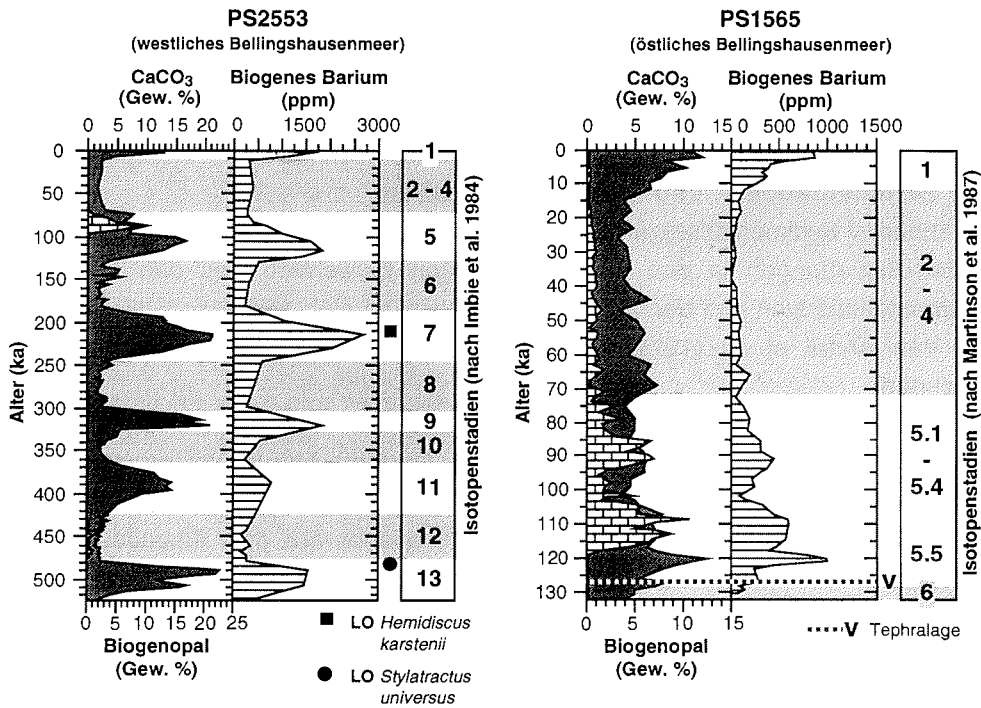 PS2553
(westliches Bellingshausenmeer)
CaCO3
(Gew. %)
Biogenes Barium
(ppm)
0 5 10 15 20
0 1500 3000
Alter (ka)
0
50
100
150
200
250
300
350
400
450
500
1
2 - 4
5
6
7
8
9
10
11
12
13
Isotopenstadien (nach Imbie et al. 1984)
0 5 10 15 20 25
Biogenopal
(Gew. %)
■ LO Hemidiscus
karstenii
● LO Stylatractus
universus
PS1565
(östliches Bellingshausenmeer)
CaCO3
(Gew. %)
Biogenes Barium
(ppm)
0 5 10 15
0 500 1000 1500
Alter (ka)
0
10
20
30
40
50
60
70
80
90
100
110
120
130
1
2
-
4
5.1
-
5.4
5.5
6
V
Isotopenstadien (nach Martinson et al. 1987)
0 5 10 15
Biogenopal
(Gew. %)
V Tephralage